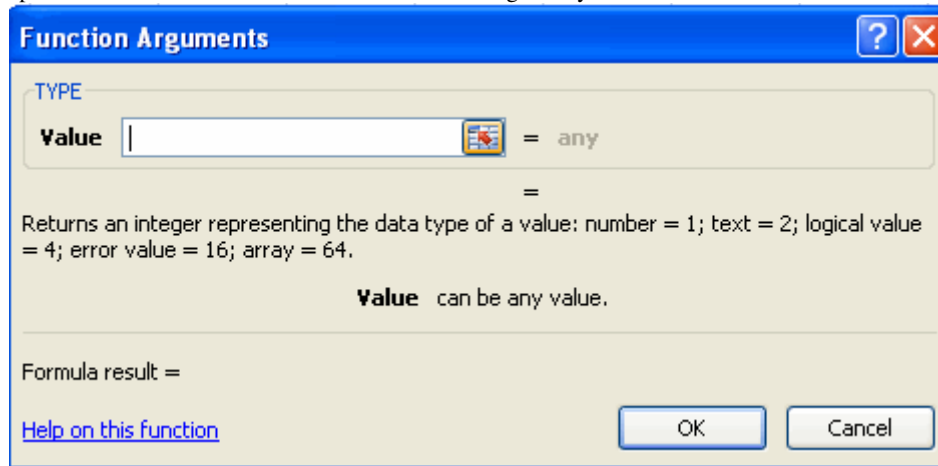 Function Arguments
TYPE
Value = any
=
Returns an integer representing the data type of a value: number = 1; text = 2; logical value
= 4; error value = 16; array = 64.
Value can be any value.
Formula result =
Help on this function
OK Cancel